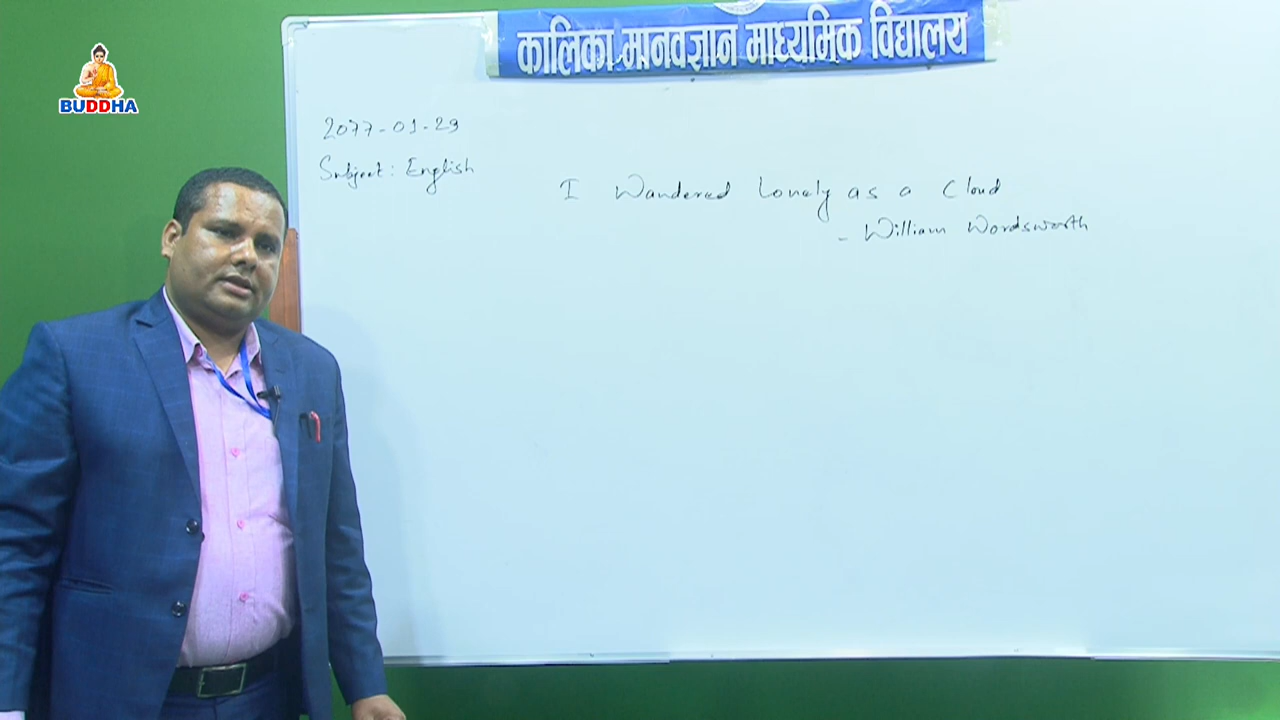 BUDDHA
कालिका मानवज्ञान माध्यमिक विद्यालय
2077-01-29
Subject: English
I Wandered Lonely as a Cloud
- William Wordsworth